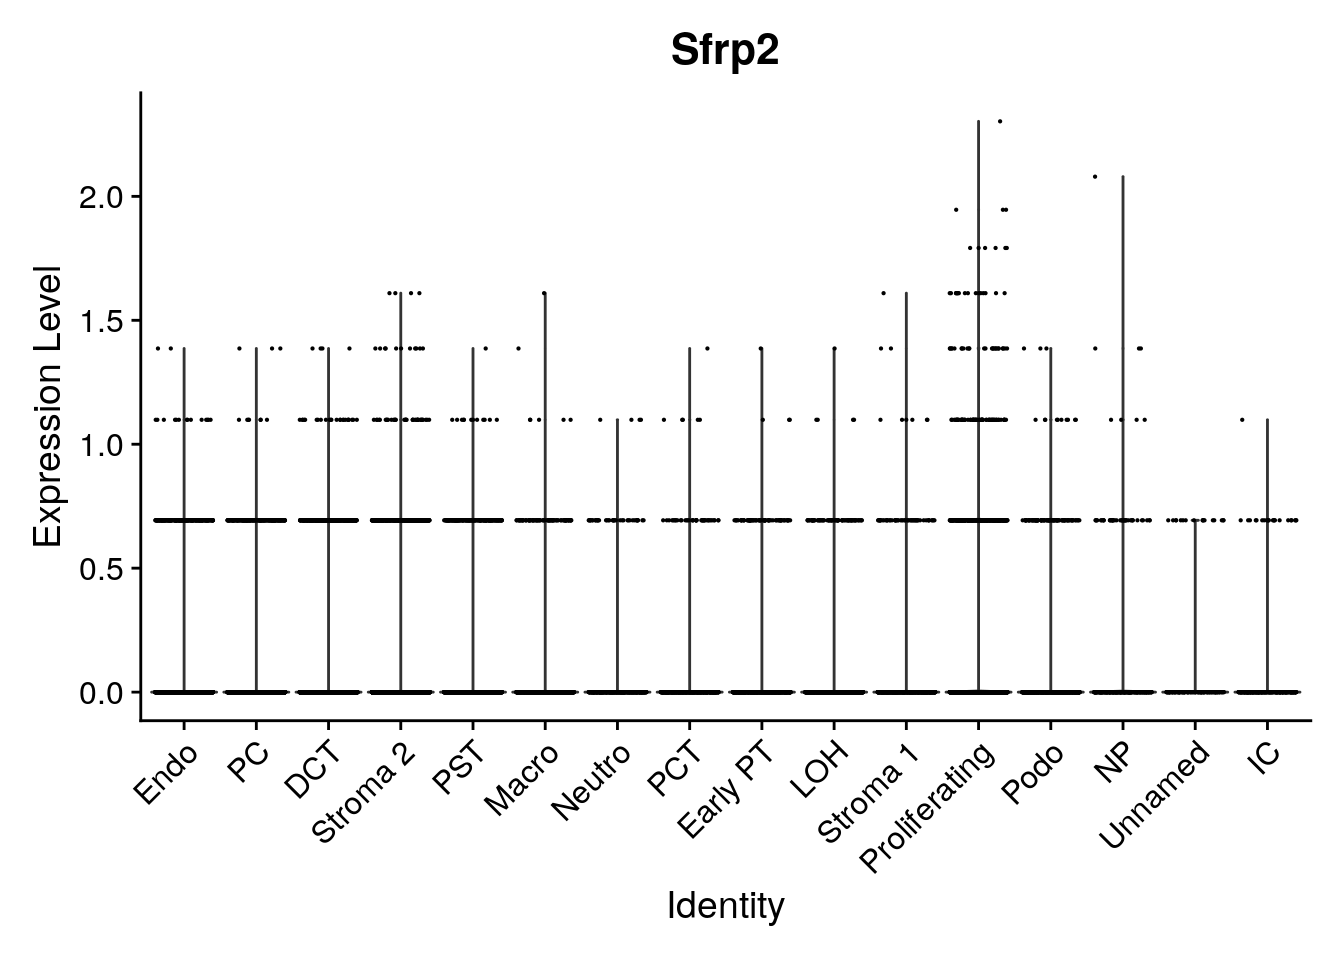 Sfrp2
Expression Level
2.0
1.5
1.0
0.5
0.0
Endo
PC
DCT
Stroma 2
PST
Macro
Neutro
PCT
Early PT
LOH
Stroma 1
Proliferating
Podo
NP
Unnamed
IC
Identity